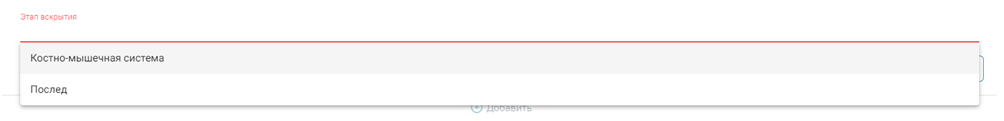 Этап вскрытия
Костно-мышечная система
Послед
Добавить